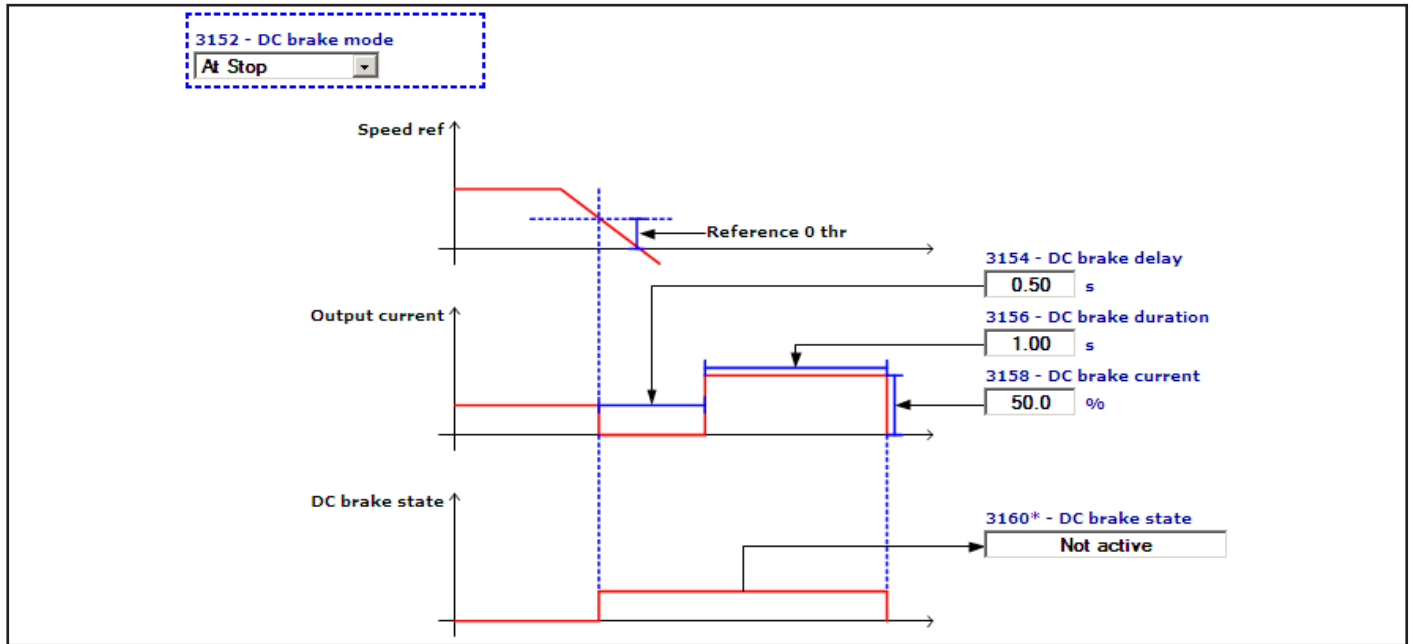 3152 - DC brake mode
At Stop
Speed ref
Reference 0 thr
3154 - DC brake delay
0.50 s
Output current
3156 - DC brake duration
1.00 s
3158 - DC brake current
50.0 %
DC brake state
3160* - DC brake state
Not active